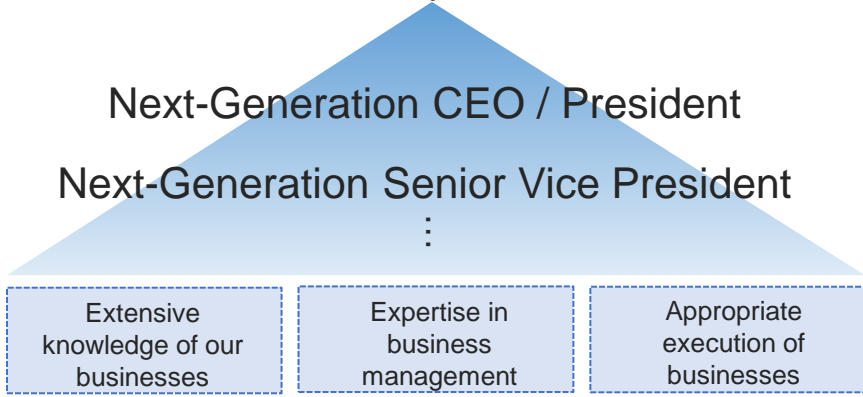 Next-Generation CEO / President
Next-Generation Senior Vice President
⋮
Extensive
knowledge of our
businesses
Expertise in
business
management
Appropriate
execution of
businesses